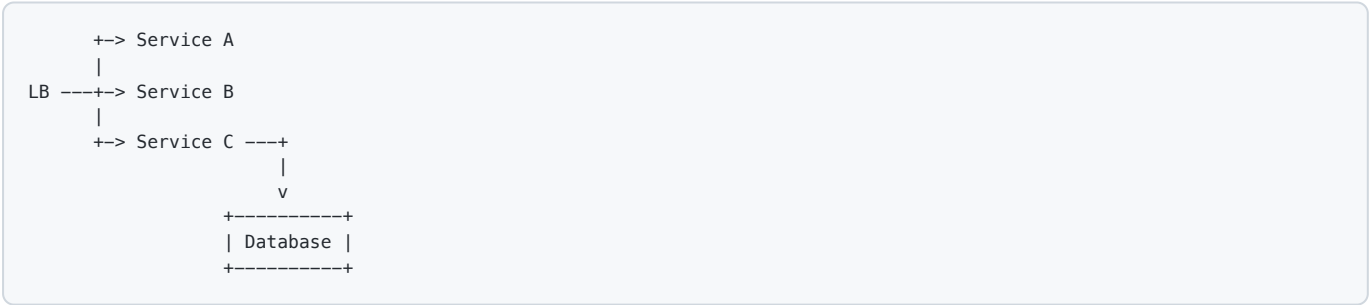 +-> Service A
      |
LB ---+-> Service B
      |
      +-> Service C ---+
                       |
                       v
                  +----------+
                  | Database |
                  +----------+